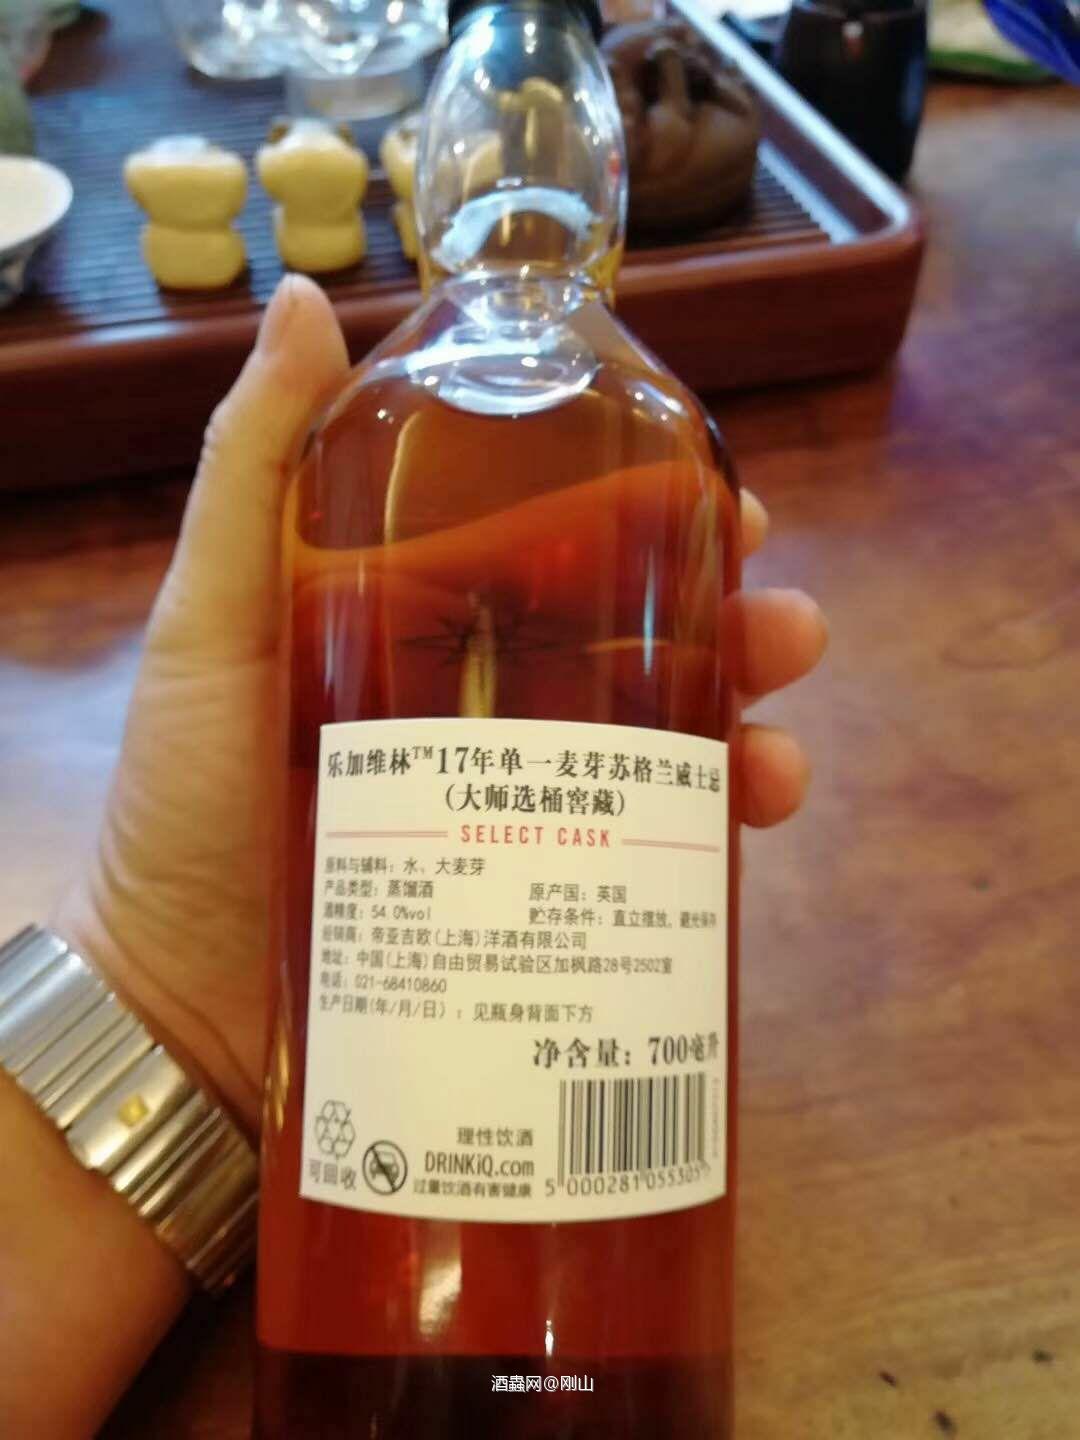 乐加维林™17年单一麦芽苏格兰威士忌
(大师选桶窖藏)
SELECT CASK
原料与辅料：水、大麦芽
产品类型：蒸馏酒
原产国：英国
酒精度：54.0%vol
贮存条件：直立摆放，避光保存
经销商：帝亚吉欧(上海)洋酒有限公司
地址：中国(上海)自由贸易试验区加枫路28号2502室
电话：021-68410860
生产日期(年/月/日)：见瓶身背面下方
净含量：700毫升
可回收
理性饮酒
DRINKiQ.com
过量饮酒有害健康
5 000281 055305
酒蟲网@刚山